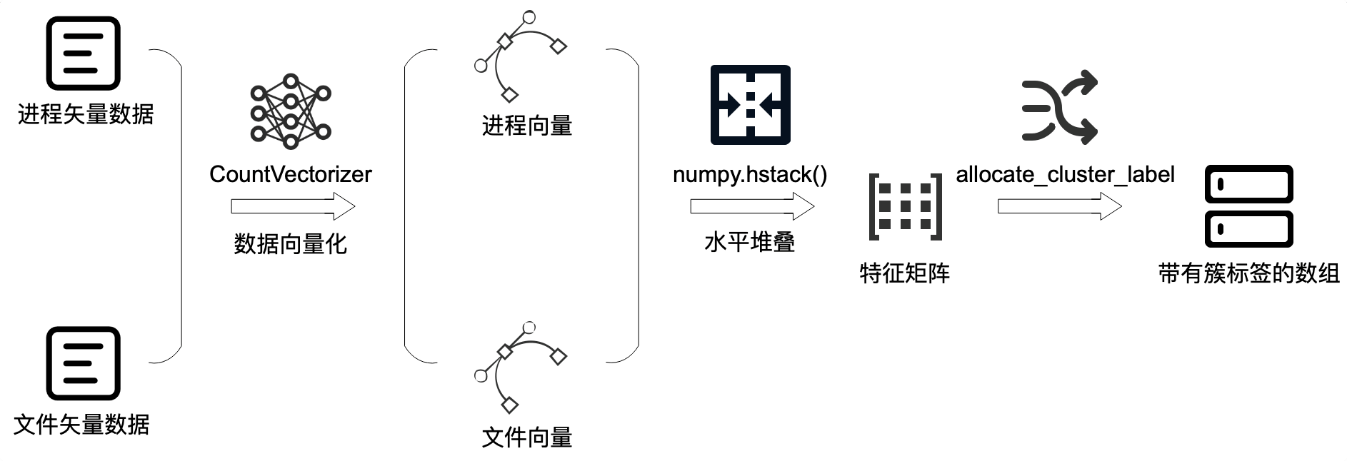 进程矢量数据
文件矢量数据
CountVectorizer
数据向量化
进程向量
文件向量
numpy.hstack()
水平堆叠
特征矩阵
allocate_cluster_label
带有簇标签的数组